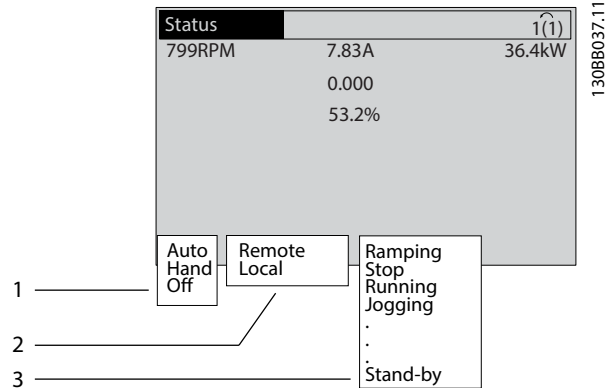 Status 1(1)
799RPM 7.83A 36.4kW
0.000
53.2%
Auto
Hand
Off
Remote
Local
Ramping
Stop
Running
Jogging
.
.
.
Stand-by
1
2
3
130BB037.11